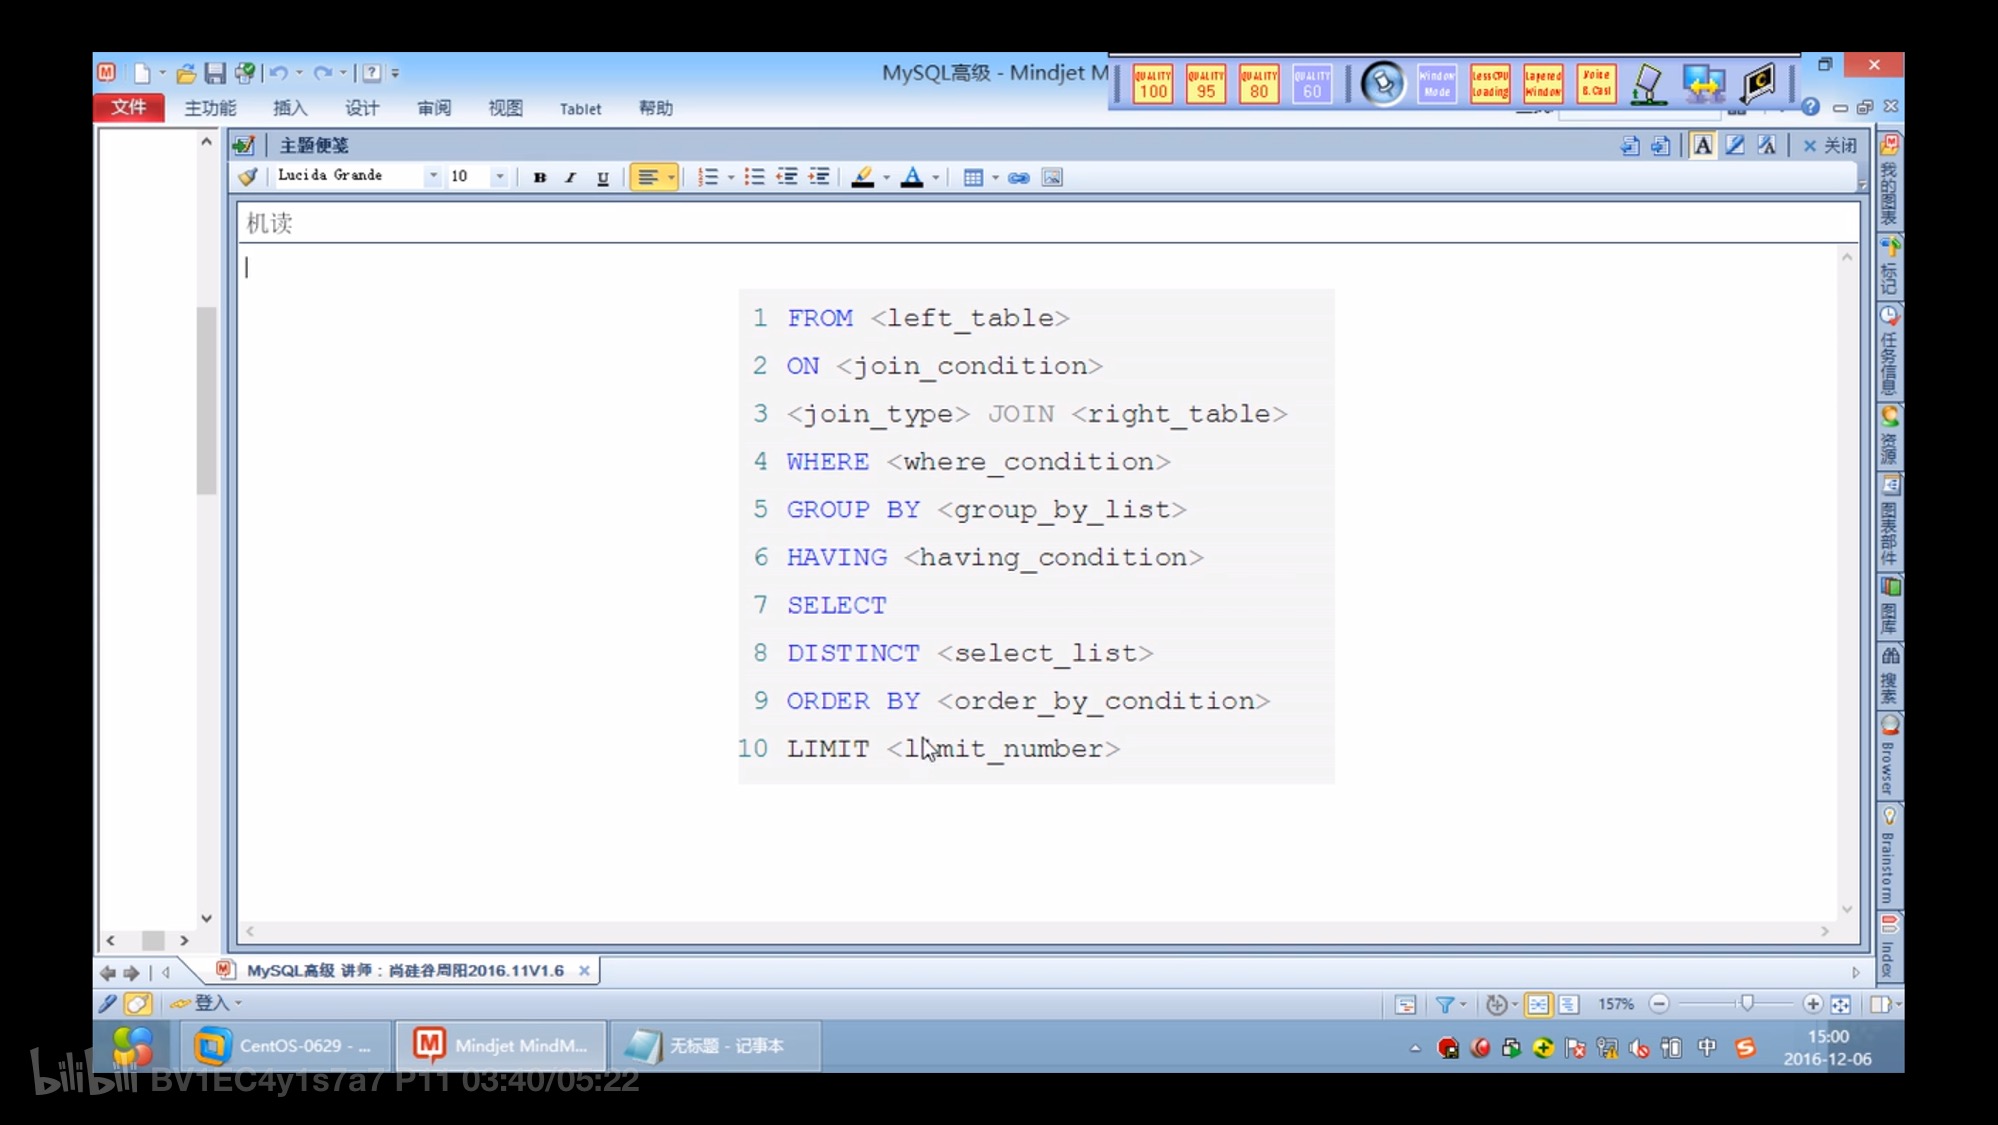 MySQL高级 - Mindjet M
QUALITY 100
QUALITY 95
QUALITY 80
QUALITY 60
Window Mode
Less CPU Loading
Layered Window
Voice B.Cast
文件 主功能 插入 设计 审阅 视图 Tablet 帮助
主题便笺
关闭
Lucida Grande 10 B I U
机读
1 FROM <left_table>
2 ON <join_condition>
3 <join_type> JOIN <right_table>
4 WHERE <where_condition>
5 GROUP BY <group_by_list>
6 HAVING <having_condition>
7 SELECT
8 DISTINCT <select_list>
9 ORDER BY <order_by_condition>
10 LIMIT <limit_number>
我的图表
标记
任务信息
资源
图表部件
图库
搜索
Browser
Brainstorm
Index
MySQL高级 讲师：尚硅谷周阳2016.11V1.6
登入
157%
CentOS-0629 - ...
Mindjet MindM...
无标题 - 记事本
中
15:00
2016-12-06
bilibili BV1EC4y1s7a7 P11 03:40/05:22